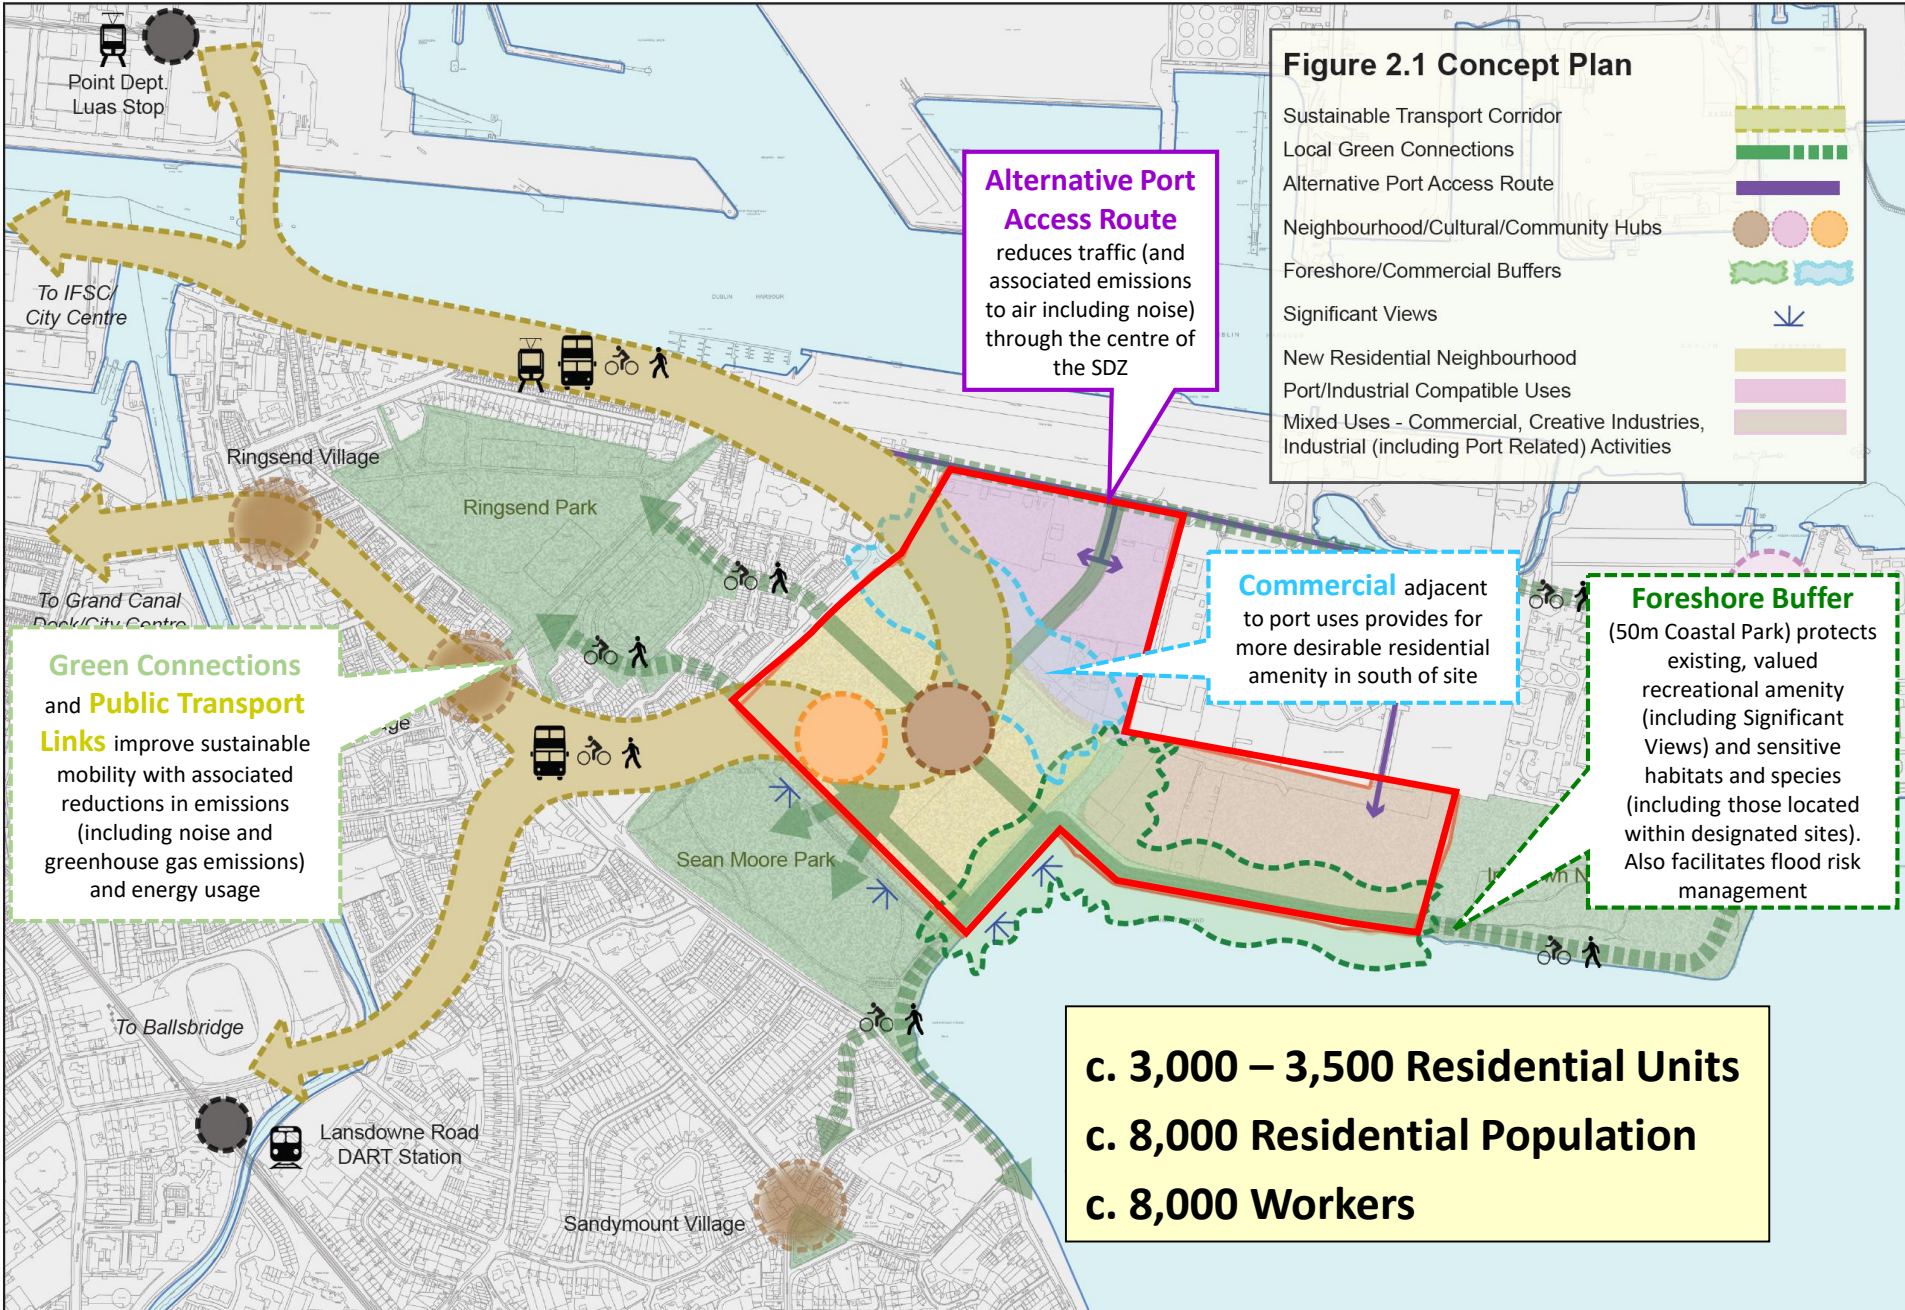 Point Dept.
Luas Stop
To IFSC/
City Centre
Ringsend Village
Ringsend Park
To Grand Canal
Dock/City Centre
Green Connections
and Public Transport
Links improve sustainable
mobility with associated
reductions in emissions
(including noise and
greenhouse gas emissions)
and energy usage
To Ballsbridge
Lansdowne Road
DART Station
Sandymount Village
Sean Moore Park
DUBLIN HARBOUR
Alternative Port
Access Route
reduces traffic (and
associated emissions
to air including noise)
through the centre of
the SDZ
Figure 2.1 Concept Plan
Sustainable Transport Corridor
Local Green Connections
Alternative Port Access Route
Neighbourhood/Cultural/Community Hubs
Foreshore/Commercial Buffers
Significant Views
New Residential Neighbourhood
Port/Industrial Compatible Uses
Mixed Uses - Commercial, Creative Industries,
Industrial (including Port Related) Activities
Commercial adjacent
to port uses provides for
more desirable residential
amenity in south of site
Foreshore Buffer
(50m Coastal Park) protects
existing, valued
recreational amenity
(including Significant
Views) and sensitive
habitats and species
(including those located
within designated sites).
Also facilitates flood risk
management
c. 3,000 – 3,500 Residential Units
c. 8,000 Residential Population
c. 8,000 Workers